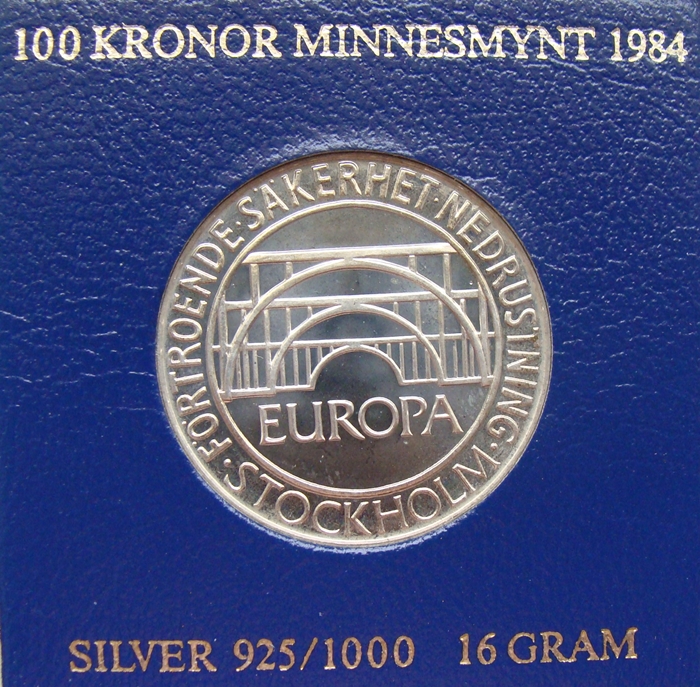 100 KRONOR MINNESMYNT 1984
FÖRTROENDE·SÄKERHET·NEDRUSTNING
EUROPA
·STOCKHOLM·
SILVER 925/1000 16 GRAM